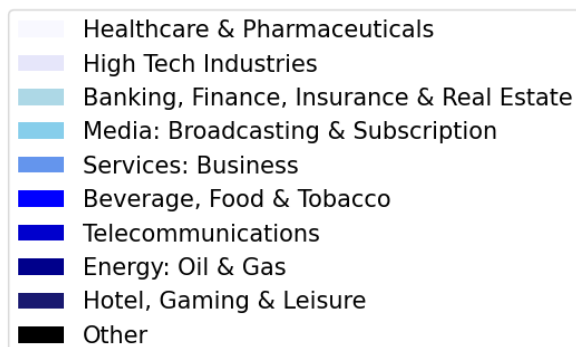 Healthcare & Pharmaceuticals
High Tech Industries
Banking, Finance, Insurance & Real Estate
Media: Broadcasting & Subscription
Services: Business
Beverage, Food & Tobacco
Telecommunications
Energy: Oil & Gas
Hotel, Gaming & Leisure
Other